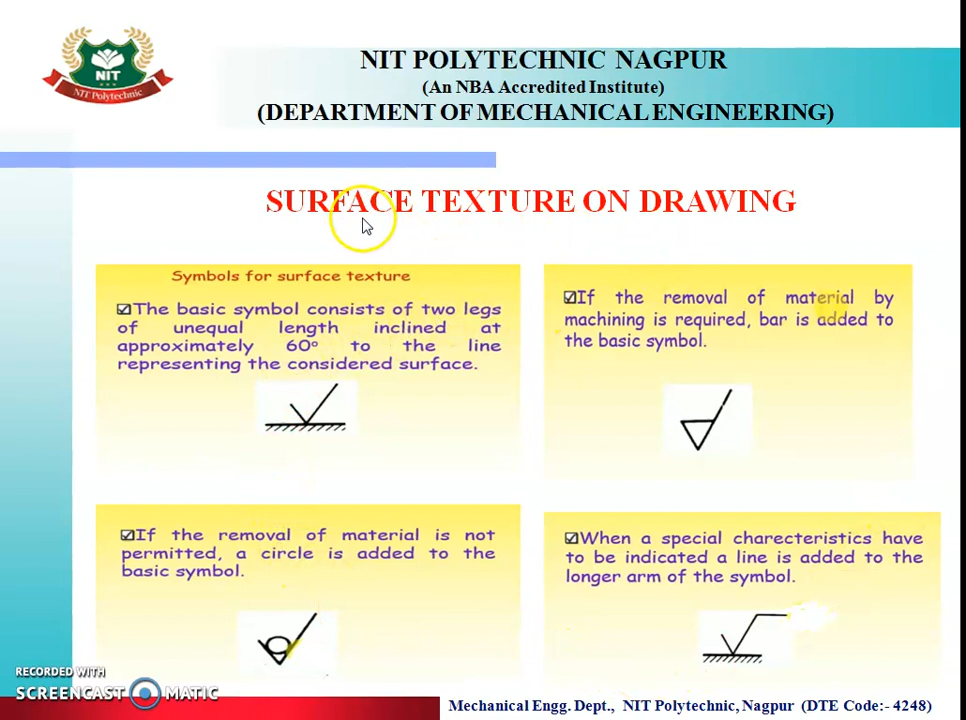 NIT
NIT Polytechnic
NIT POLYTECHNIC NAGPUR
(An NBA Accredited Institute)
(DEPARTMENT OF MECHANICAL ENGINEERING)
SURFACE TEXTURE ON DRAWING
Symbols for surface texture
☑The basic symbol consists of two legs
of unequal length inclined at
approximately 60° to the line
representing the considered surface.
☑If the removal of material by
machining is required, bar is added to
the basic symbol.
☑If the removal of material is not
permitted, a circle is added to the
basic symbol.
☑When a special charecteristics have
to be indicated a line is added to the
longer arm of the symbol.
RECORDED WITH
SCREENCAST MATIC
Mechanical Engg. Dept., NIT Polytechnic, Nagpur (DTE Code:- 4248)